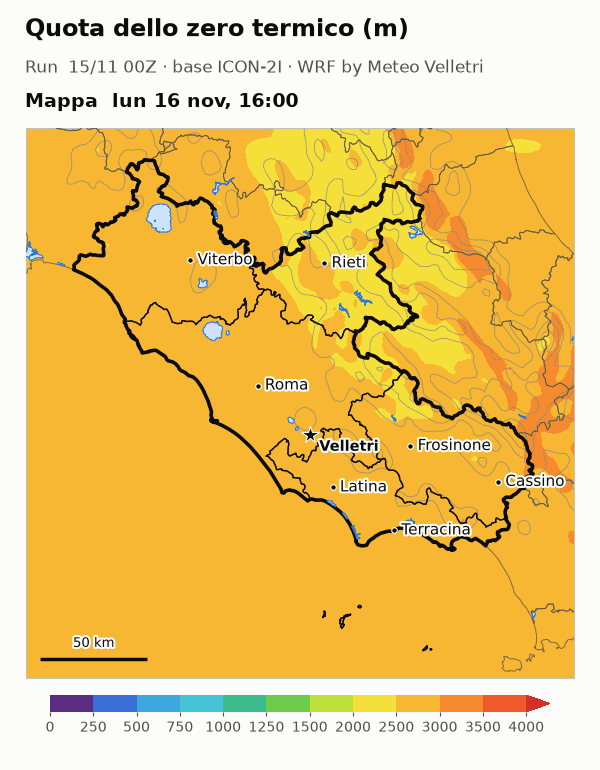 Quota dello zero termico (m)
Run  15/11 00Z · base ICON-2I · WRF by Meteo Velletri
Mappa  lun 16 nov, 16:00
Viterbo
Rieti
Roma
Velletri
Frosinone
Latina
Cassino
Terracina
50 km
0 250 500 750 1000 1250 1500 2000 2500 3000 3500 4000